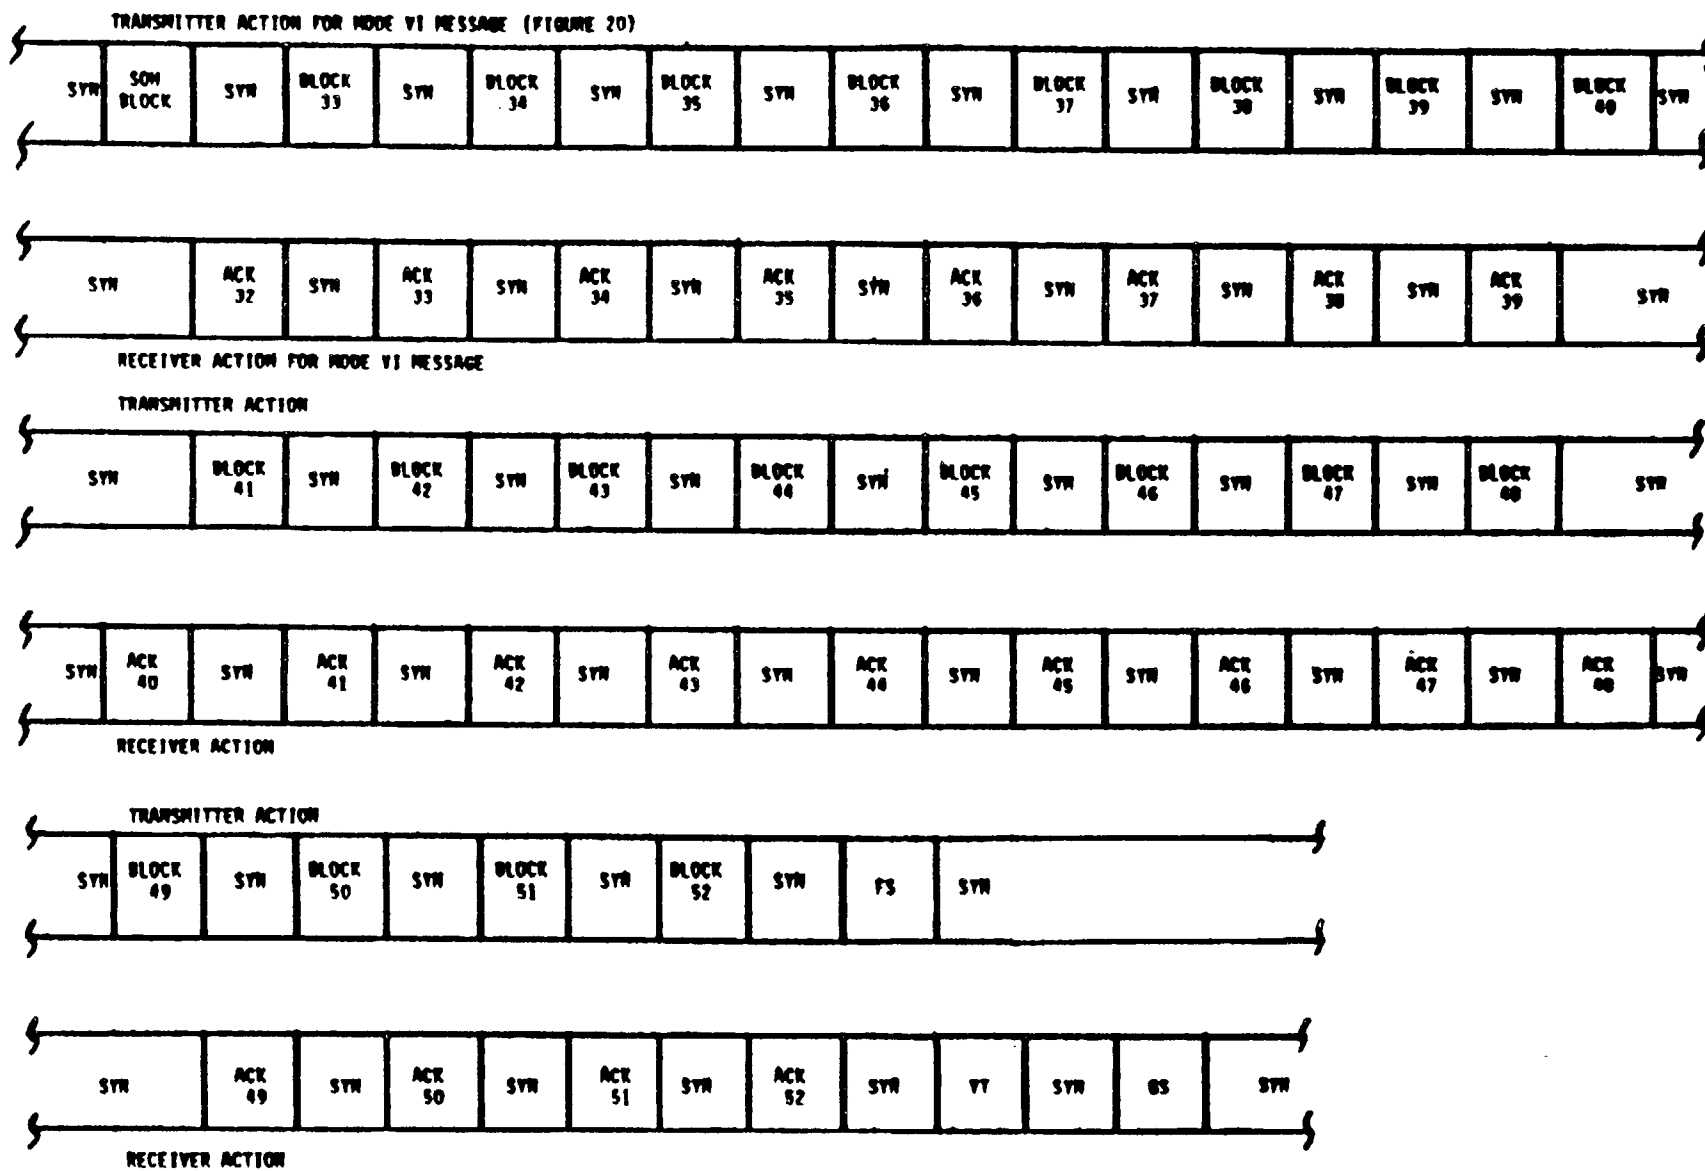 TRANSMITTER ACTION FOR MODE VI MESSAGE (FIGURE 20)
SYN SOM BLOCK SYN BLOCK 33 SYN BLOCK 34 SYN BLOCK 35 SYN BLOCK 36 SYN BLOCK 37 SYN BLOCK 38 SYN BLOCK 39 SYN BLOCK 40 SYN
SYN ACK 32 SYN ACK 33 SYN ACK 34 SYN ACK 35 SYN ACK 36 SYN ACK 37 SYN ACK 38 SYN ACK 39 SYN
RECEIVER ACTION FOR MODE VI MESSAGE
TRANSMITTER ACTION
SYN BLOCK 41 SYN BLOCK 42 SYN BLOCK 43 SYN BLOCK 44 SYN BLOCK 45 SYN BLOCK 46 SYN BLOCK 47 SYN BLOCK 48 SYN
SYN ACK 40 SYN ACK 41 SYN ACK 42 SYN ACK 43 SYN ACK 44 SYN ACK 45 SYN ACK 46 SYN ACK 47 SYN ACK 48 SYN
RECEIVER ACTION
TRANSMITTER ACTION
SYN BLOCK 49 SYN BLOCK 50 SYN BLOCK 51 SYN BLOCK 52 SYN FS SYN
SYN ACK 49 SYN ACK 50 SYN ACK 51 SYN ACK 52 SYN VT SYN GS SYN
RECEIVER ACTION